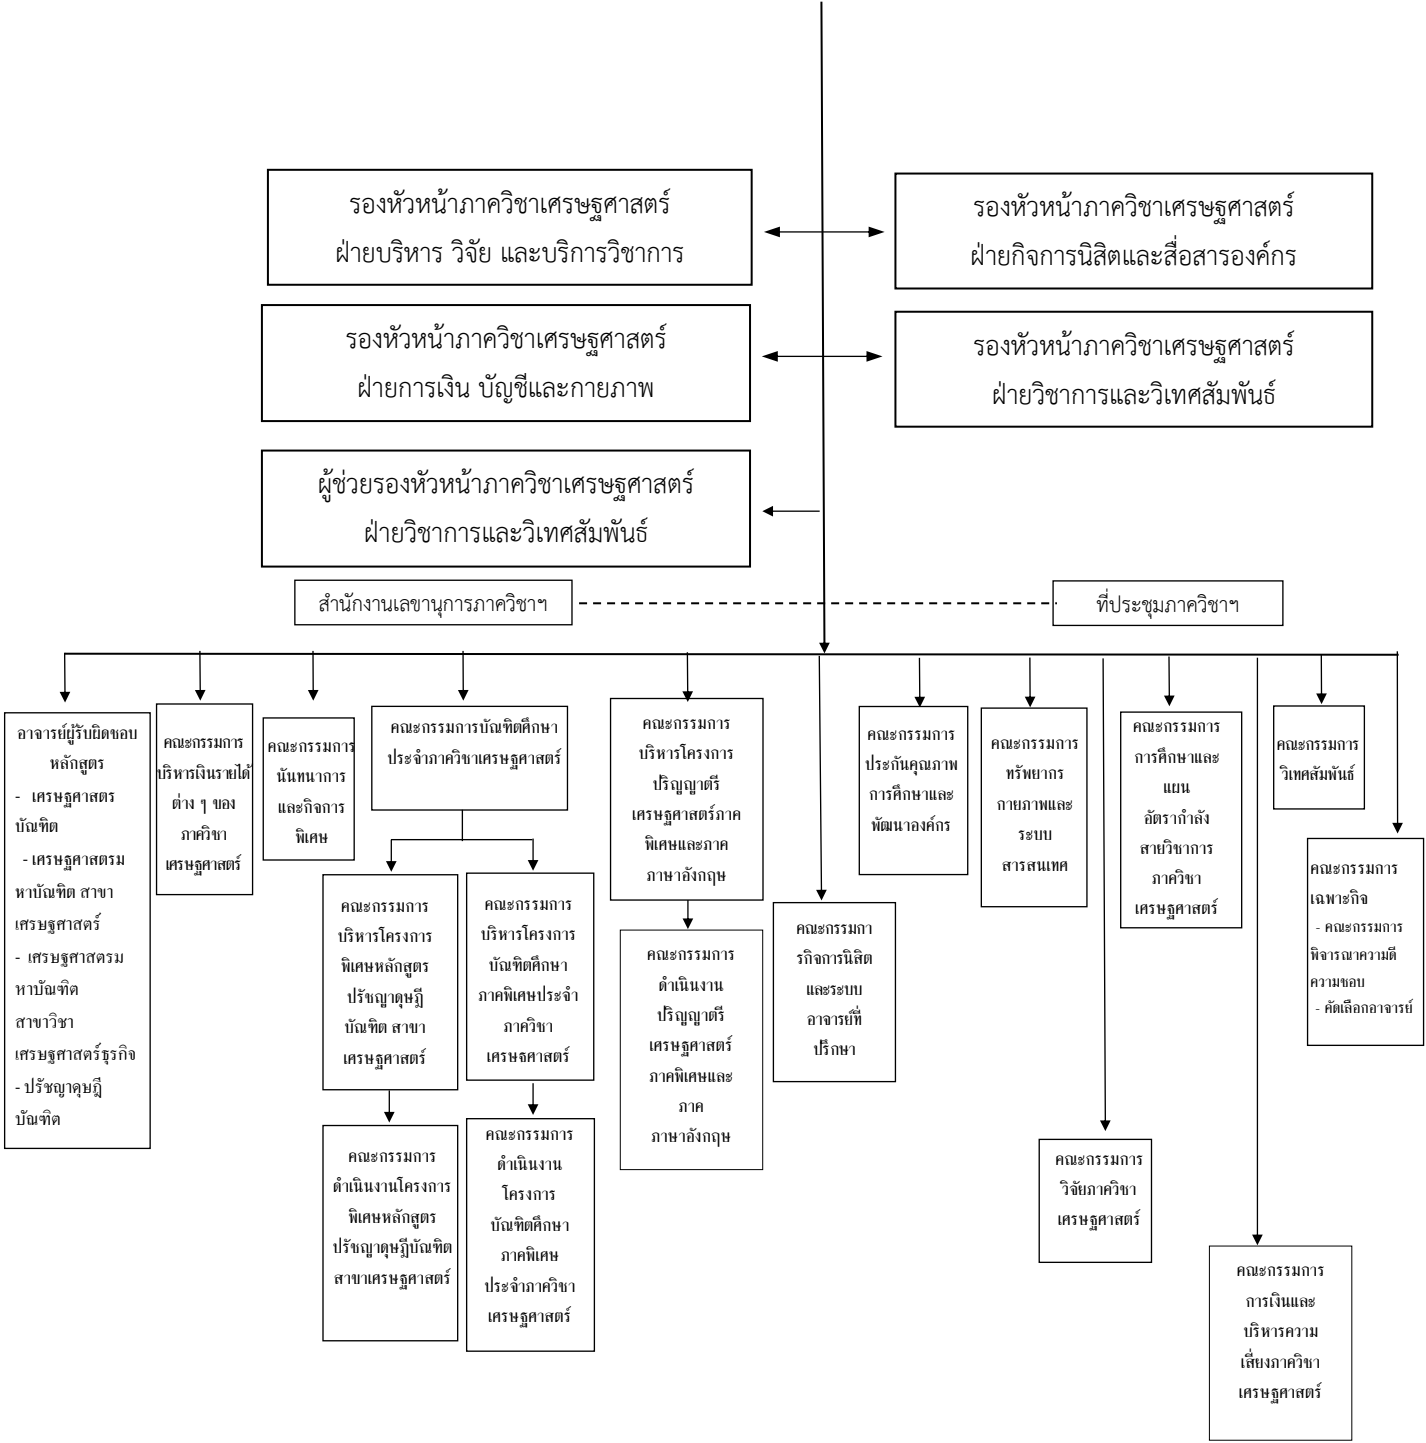 รองหัวหน้าภาควิชาเศรษฐศาสตร์
ฝ่ายบริหาร วิจัย และบริการวิชาการ
รองหัวหน้าภาควิชาเศรษฐศาสตร์
ฝ่ายกิจการนิสิตและสื่อสารองค์กร
รองหัวหน้าภาควิชาเศรษฐศาสตร์
ฝ่ายการเงิน บัญชีและกายภาพ
รองหัวหน้าภาควิชาเศรษฐศาสตร์
ฝ่ายวิชาการและวิเทศสัมพันธ์
ผู้ช่วยรองหัวหน้าภาควิชาเศรษฐศาสตร์
ฝ่ายวิชาการและวิเทศสัมพันธ์
สำนักงานเลขานุการภาควิชาฯ
ที่ประชุมภาควิชาฯ
อาจารย์ผู้รับผิดชอบ
หลักสูตร
- เศรษฐศาสตร
บัณฑิต
- เศรษฐศาสตรม
หาบัณฑิต สาขา
เศรษฐศาสตร์
- เศรษฐศาสตรม
หาบัณฑิต
สาขาวิชา
เศรษฐศาสตร์ธุรกิจ
- ปรัชญาดุษฎี
บัณฑิต
คณะกรรมการ
บริหารเงินรายได้
ต่าง ๆ ของ
ภาควิชา
เศรษฐศาสตร์
คณะกรรมการ
นันทนาการ
และกิจการ
พิเศษ
คณะกรรมการบัณฑิตศึกษา
ประจำภาควิชาเศรษฐศาสตร์
คณะกรรมการ
บริหารโครงการ
พิเศษหลักสูตร
ปรัชญาดุษฎี
บัณฑิต สาขา
เศรษฐศาสตร์
คณะกรรมการ
ดำเนินงานโครงการ
พิเศษหลักสูตร
ปรัชญาดุษฎีบัณฑิต
สาขาเศรษฐศาสตร์
คณะกรรมการ
บริหารโครงการ
บัณฑิตศึกษา
ภาคพิเศษประจำ
ภาควิชา
เศรษฐศาสตร์
คณะกรรมการ
ดำเนินงาน
โครงการ
บัณฑิตศึกษา
ภาคพิเศษ
ประจำภาควิชา
เศรษฐศาสตร์
คณะกรรมการ
บริหารโครงการ
ปริญญาตรี
เศรษฐศาสตร์ภาค
พิเศษและภาค
ภาษาอังกฤษ
คณะกรรมการ
ดำเนินงาน
ปริญญาตรี
เศรษฐศาสตร์
ภาคพิเศษและ
ภาค
ภาษาอังกฤษ
คณะกรรมกา
รกิจการนิสิต
และระบบ
อาจารย์ที่
ปรึกษา
คณะกรรมการ
ประกันคุณภาพ
การศึกษาและ
พัฒนาองค์กร
คณะกรรมการ
ทรัพยากร
กายภาพและ
ระบบ
สารสนเทศ
คณะกรรมการ
วิจัยภาควิชา
เศรษฐศาสตร์
คณะกรรมการ
การศึกษาและ
แผน
อัตรากำลัง
สายวิชาการ
ภาควิชา
เศรษฐศาสตร์
คณะกรรมการ
การเงินและ
บริหารความ
เสี่ยงภาควิชา
เศรษฐศาสตร์
คณะกรรมการ
วิเทศสัมพันธ์
คณะกรรมการ
เฉพาะกิจ
- คณะกรรมการ
พิจารณาความดี
ความชอบ
- คัดเลือกอาจารย์